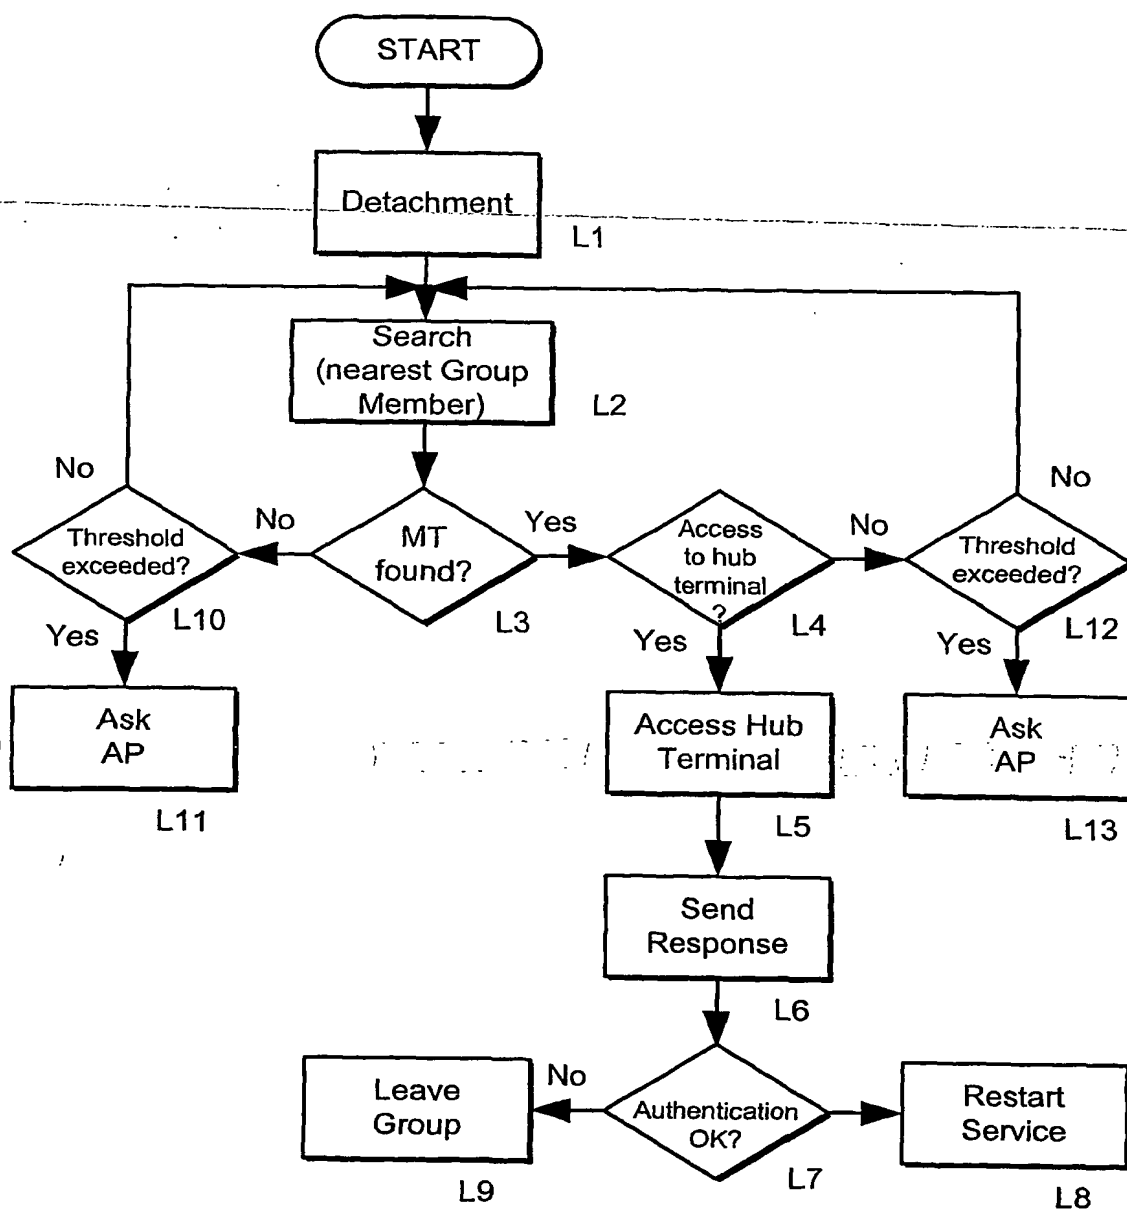 START
Detachment
L1
Search
(nearest Group
Member)
L2
No
Threshold
exceeded?
L10
No
MT
found?
L3
Yes
Access
to hub
terminal
?
L4
No
Threshold
exceeded?
L12
No
Yes
Ask
AP
L11
Yes
Access Hub
Terminal
L5
Yes
Ask
AP
L13
Send
Response
L6
Leave
Group
L9
No
Authentication
OK?
L7
Restart
Service
L8